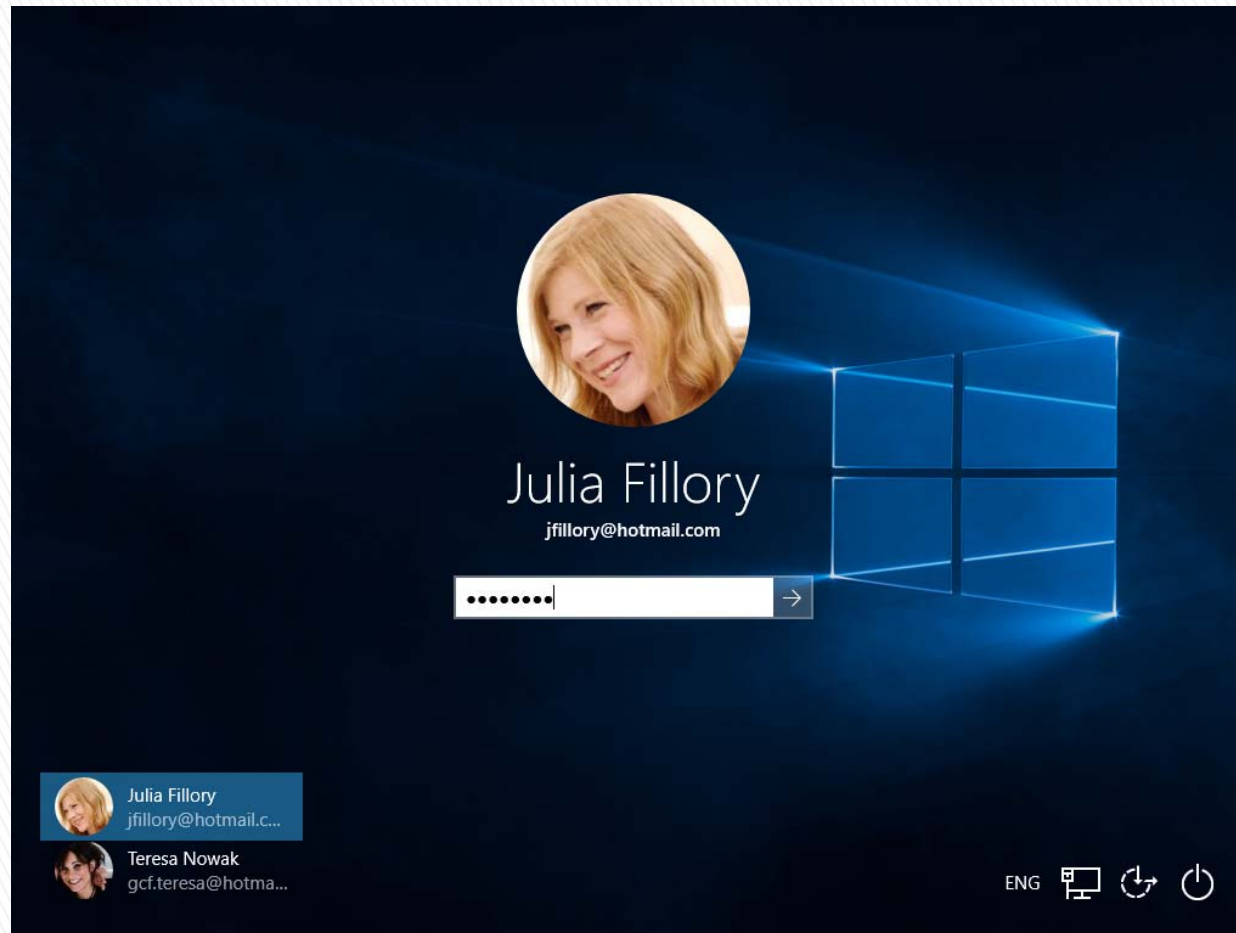 Julia Fillory
jfillory@hotmail.com
Julia Fillory
jfillory@hotmail.c...
Teresa Nowak
gcf.teresa@hotma...
ENG